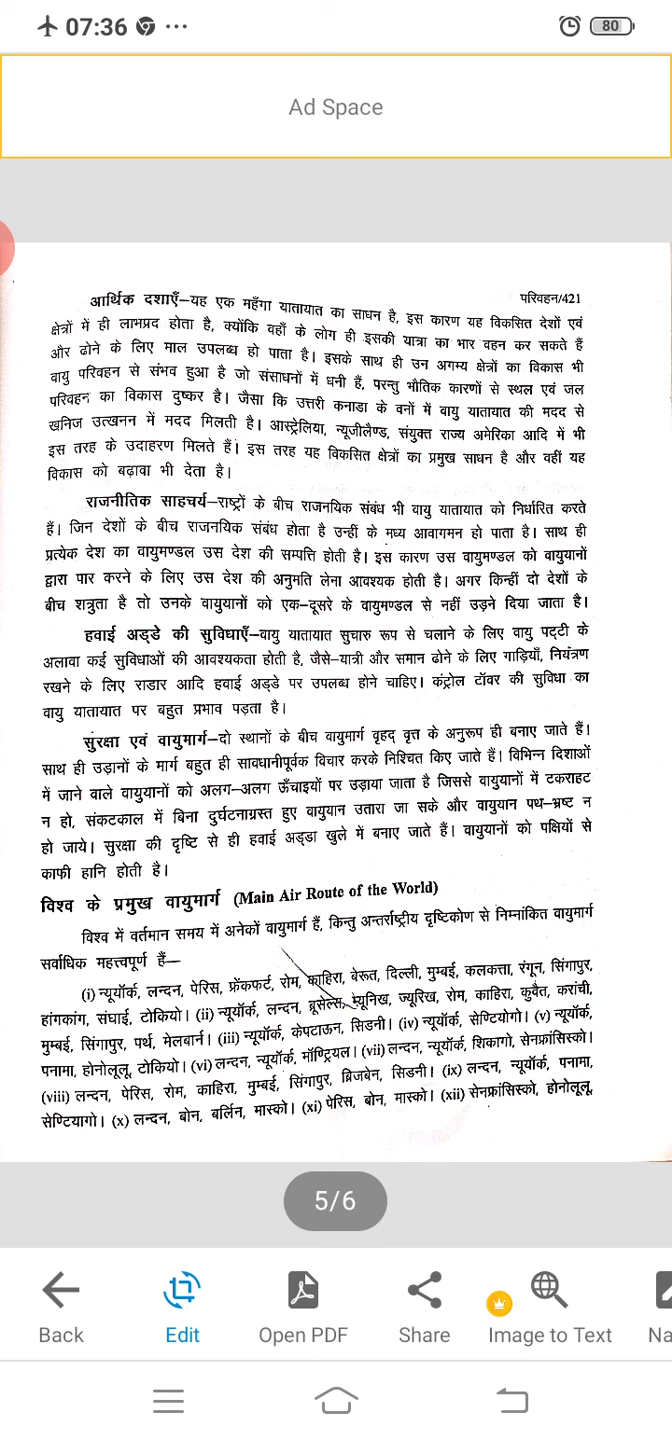 07:36 ...
80
Ad Space
परिवहन/421
आर्थिक दशाएँ–यह एक महँगा यातायात का साधन है, इस कारण यह विकसित देशों एवं
क्षेत्रों में ही लाभप्रद होता है, क्योंकि वहाँ के लोग ही इसकी यात्रा का भार वहन कर सकते हैं
और ढोने के लिए माल उपलब्ध हो पाता है। इसके साथ ही उन अगम्य क्षेत्रों का विकास भी
वायु परिवहन से संभव हुआ है जो संसाधनों में धनी हैं, परन्तु भौतिक कारणों से स्थल एवं जल
परिवहन का विकास दुष्कर है। जैसा कि उत्तरी कनाडा के वनों में वायु यातायात की मदद से
खनिज उत्खनन में मदद मिलती है। आस्ट्रेलिया, न्यूजीलैण्ड, संयुक्त राज्य अमेरिका आदि में भी
इस तरह के उदाहरण मिलते हैं। इस तरह यह विकसित क्षेत्रों का प्रमुख साधन है और वहीं यह
विकास को बढ़ावा भी देता है।
राजनीतिक साहचर्य–राष्ट्रों के बीच राजनयिक संबंध भी वायु यातायात को निर्धारित करते
हैं। जिन देशों के बीच राजनयिक संबंध होता है उन्हीं के मध्य आवागमन हो पाता है। साथ ही
प्रत्येक देश का वायुमण्डल उस देश की सम्पत्ति होती है। इस कारण उस वायुमण्डल को वायुयानों
द्वारा पार करने के लिए उस देश की अनुमति लेना आवश्यक होती है। अगर किन्हीं दो देशों के
बीच शत्रुता है तो उनके वायुयानों को एक–दूसरे के वायुमण्डल से नहीं उड़ने दिया जाता है।
हवाई अड्डे की सुविधाएँ–वायु यातायात सुचारु रूप से चलाने के लिए वायु पट्टी के
अलावा कई सुविधाओं की आवश्यकता होती है, जैसे–यात्री और समान ढोने के लिए गाड़ियाँ, नियंत्रण
रखने के लिए राडार आदि हवाई अड्डे पर उपलब्ध होने चाहिए। कंट्रोल टॉवर की सुविधा का
वायु यातायात पर बहुत प्रभाव पड़ता है।
सुरक्षा एवं वायुमार्ग–दो स्थानों के बीच वायुमार्ग वृहद् वृत्त के अनुरूप ही बनाए जाते हैं।
साथ ही उड़ानों के मार्ग बहुत ही सावधानीपूर्वक विचार करके निश्चित किए जाते हैं। विभिन्न दिशाओं
में जाने वाले वायुयानों को अलग–अलग ऊँचाइयों पर उड़ाया जाता है जिससे वायुयानों में टकराहट
न हो, संकटकाल में बिना दुर्घटनाग्रस्त हुए वायुयान उतारा जा सके और वायुयान पथ–भ्रष्ट न
हो जाये। सुरक्षा की दृष्टि से ही हवाई अड्डा खुले में बनाए जाते हैं। वायुयानों को पक्षियों से
काफी हानि होती है।
विश्व के प्रमुख वायुमार्ग (Main Air Route of the World)
विश्व में वर्तमान समय में अनेकों वायुमार्ग हैं, किन्तु अन्तर्राष्ट्रीय दृष्टिकोण से निम्नांकित वायुमार्ग
सर्वाधिक महत्त्वपूर्ण हैं—
(i) न्यूयॉर्क, लन्दन, पेरिस, फ्रेंकफर्ट, रोम, काहिरा, बेरूत, दिल्ली, मुम्बई, कलकत्ता, रंगून, सिंगापुर,
हांगकांग, संघाई, टोकियो। (ii) न्यूयॉर्क, लन्दन, ब्रूसेल्स, म्यूनिख, ज्यूरिख, रोम, काहिरा, कुवैत, करांची,
मुम्बई, सिंगापुर, पर्थ, मेलबार्न। (iii) न्यूयॉर्क, केपटाऊन, सिडनी। (iv) न्यूयॉर्क, सेण्टियोगो। (v) न्यूयॉर्क,
पनामा, होनोलूलू, टोकियो। (vi) लन्दन, न्यूयॉर्क, मॉण्ट्रियल। (vii) लन्दन, न्यूयॉर्क, शिकागो, सेनफ्रांसिस्को।
(viii) लन्दन, पेरिस, रोम, काहिरा, मुम्बई, सिंगापुर, ब्रिजबेन, सिडनी। (ix) लन्दन, न्यूयॉर्क, पनामा,
सेण्टियागो। (x) लन्दन, बोन, बर्लिन, मास्को। (xi) पेरिस, बोन, मास्को। (xii) सेनफ्रांसिस्को, होनोलूलू,
5/6
Back Edit Open PDF Share Image to Text Na